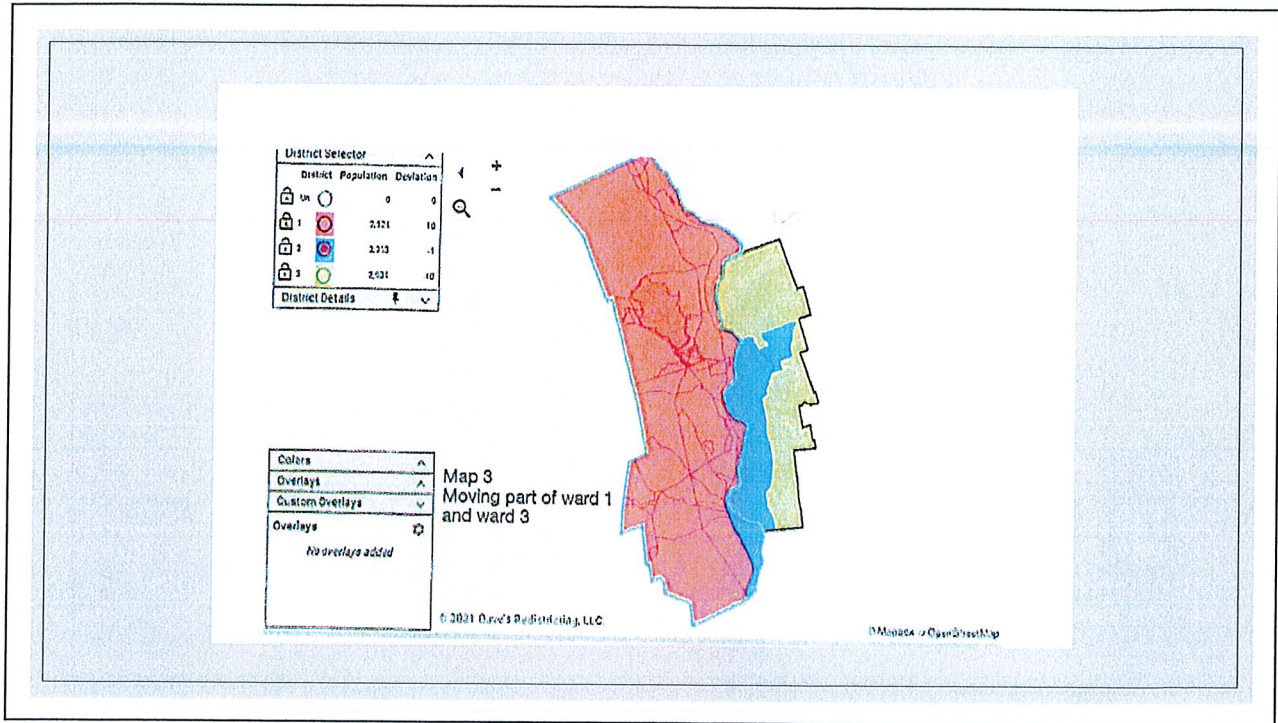 District Selector
District Population Deviation
Un 0 0
1 10
2 -1
3 -10
District Details
Colors
Overlays
Custom Overlays
Overlays
No overlays added
Map 3
Moving part of ward 1
and ward 3
© 2021 Dave's Redistricting, LLC.
© Mapbox © OpenStreetMap